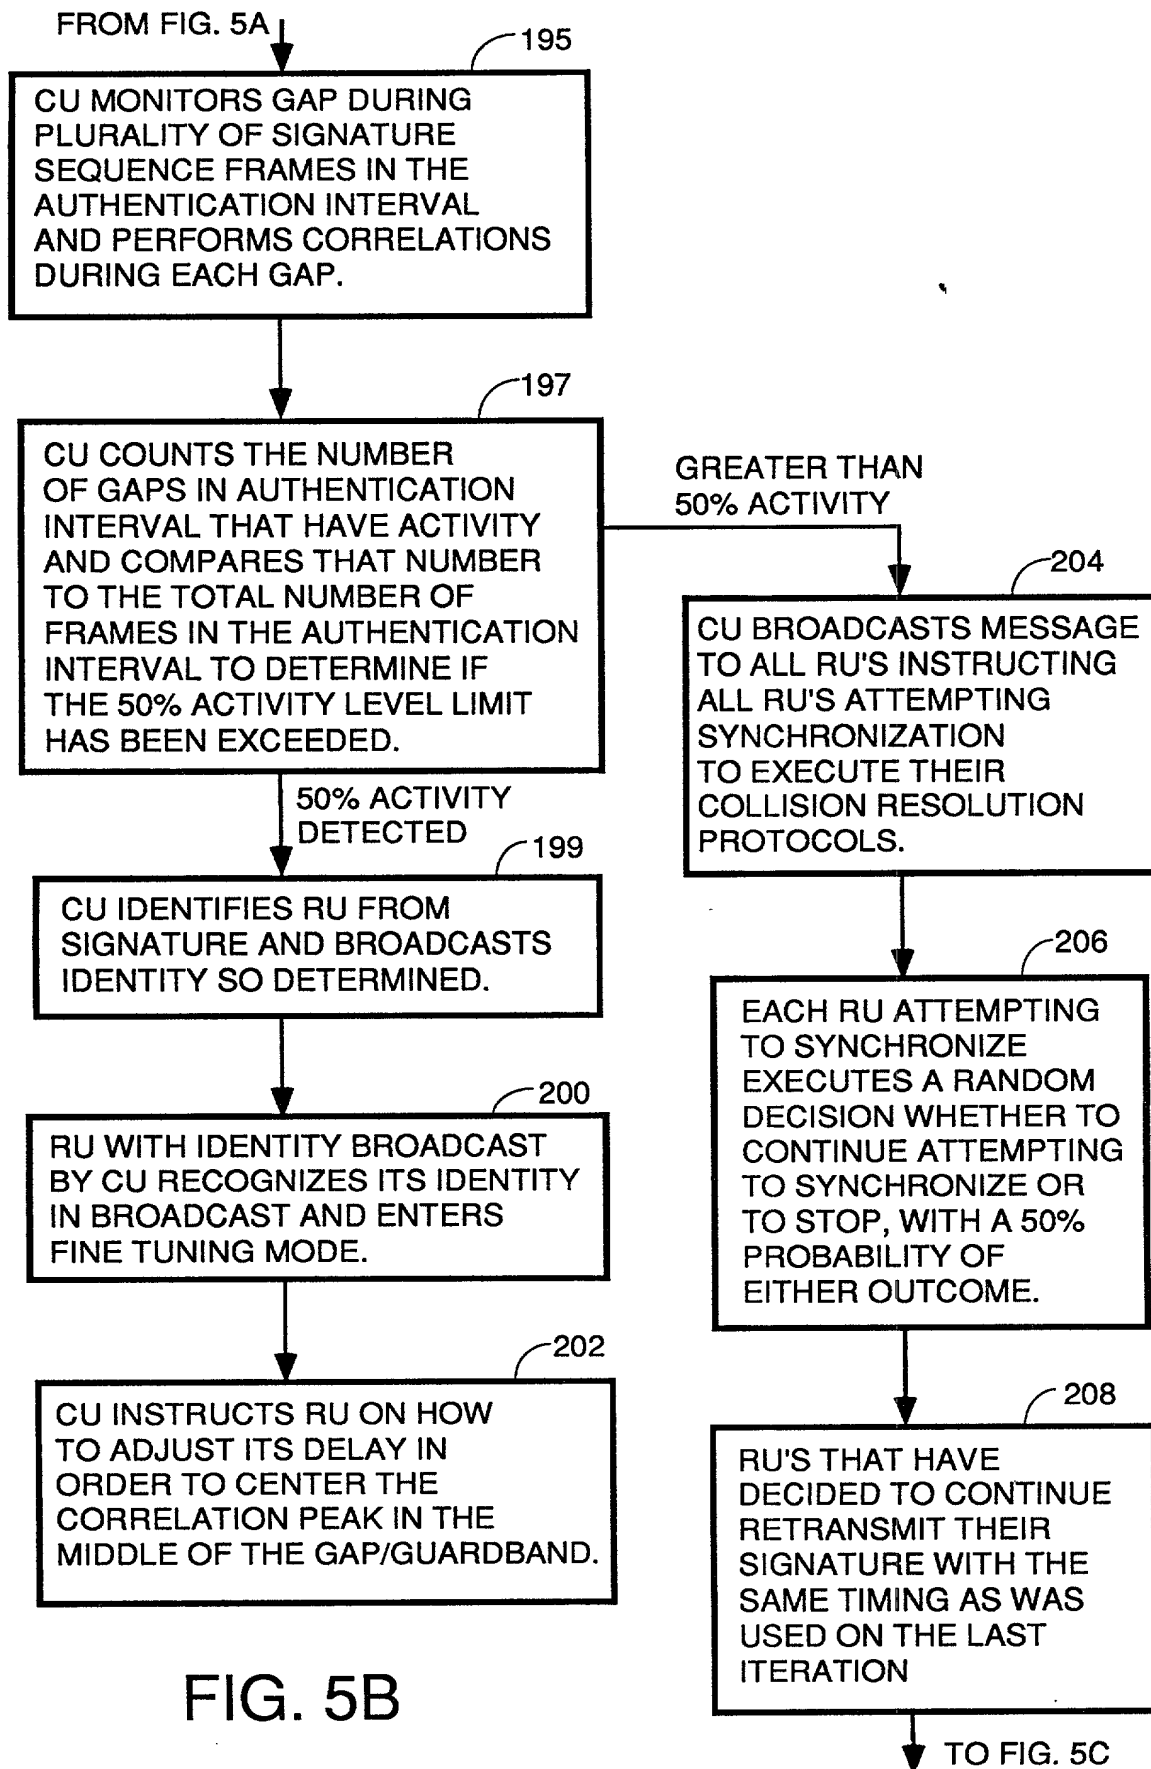 FROM FIG. 5A
195
CU MONITORS GAP DURING
PLURALITY OF SIGNATURE
SEQUENCE FRAMES IN THE
AUTHENTICATION INTERVAL
AND PERFORMS CORRELATIONS
DURING EACH GAP.
197
CU COUNTS THE NUMBER
OF GAPS IN AUTHENTICATION
INTERVAL THAT HAVE ACTIVITY
AND COMPARES THAT NUMBER
TO THE TOTAL NUMBER OF
FRAMES IN THE AUTHENTICATION
INTERVAL TO DETERMINE IF
THE 50% ACTIVITY LEVEL LIMIT
HAS BEEN EXCEEDED.
50% ACTIVITY
DETECTED
199
CU IDENTIFIES RU FROM
SIGNATURE AND BROADCASTS
IDENTITY SO DETERMINED.
200
RU WITH IDENTITY BROADCAST
BY CU RECOGNIZES ITS IDENTITY
IN BROADCAST AND ENTERS
FINE TUNING MODE.
202
CU INSTRUCTS RU ON HOW
TO ADJUST ITS DELAY IN
ORDER TO CENTER THE
CORRELATION PEAK IN THE
MIDDLE OF THE GAP/GUARDBAND.
GREATER THAN
50% ACTIVITY
204
CU BROADCASTS MESSAGE
TO ALL RU'S INSTRUCTING
ALL RU'S ATTEMPTING
SYNCHRONIZATION
TO EXECUTE THEIR
COLLISION RESOLUTION
PROTOCOLS.
206
EACH RU ATTEMPTING
TO SYNCHRONIZE
EXECUTES A RANDOM
DECISION WHETHER TO
CONTINUE ATTEMPTING
TO SYNCHRONIZE OR
TO STOP, WITH A 50%
PROBABILITY OF
EITHER OUTCOME.
208
RU'S THAT HAVE
DECIDED TO CONTINUE
RETRANSMIT THEIR
SIGNATURE WITH THE
SAME TIMING AS WAS
USED ON THE LAST
ITERATION
TO FIG. 5C
FIG. 5B